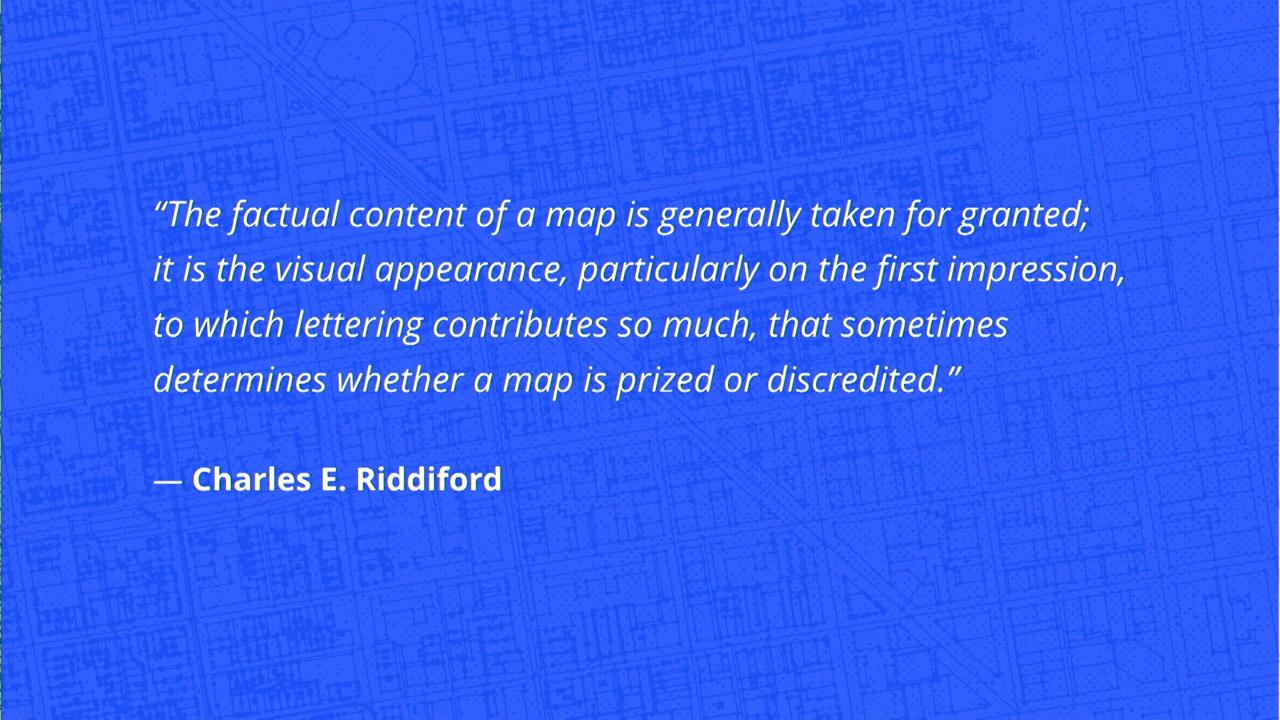 “The factual content of a map is generally taken for granted;
it is the visual appearance, particularly on the first impression,
to which lettering contributes so much, that sometimes
determines whether a map is prized or discredited.”
— Charles E. Riddiford